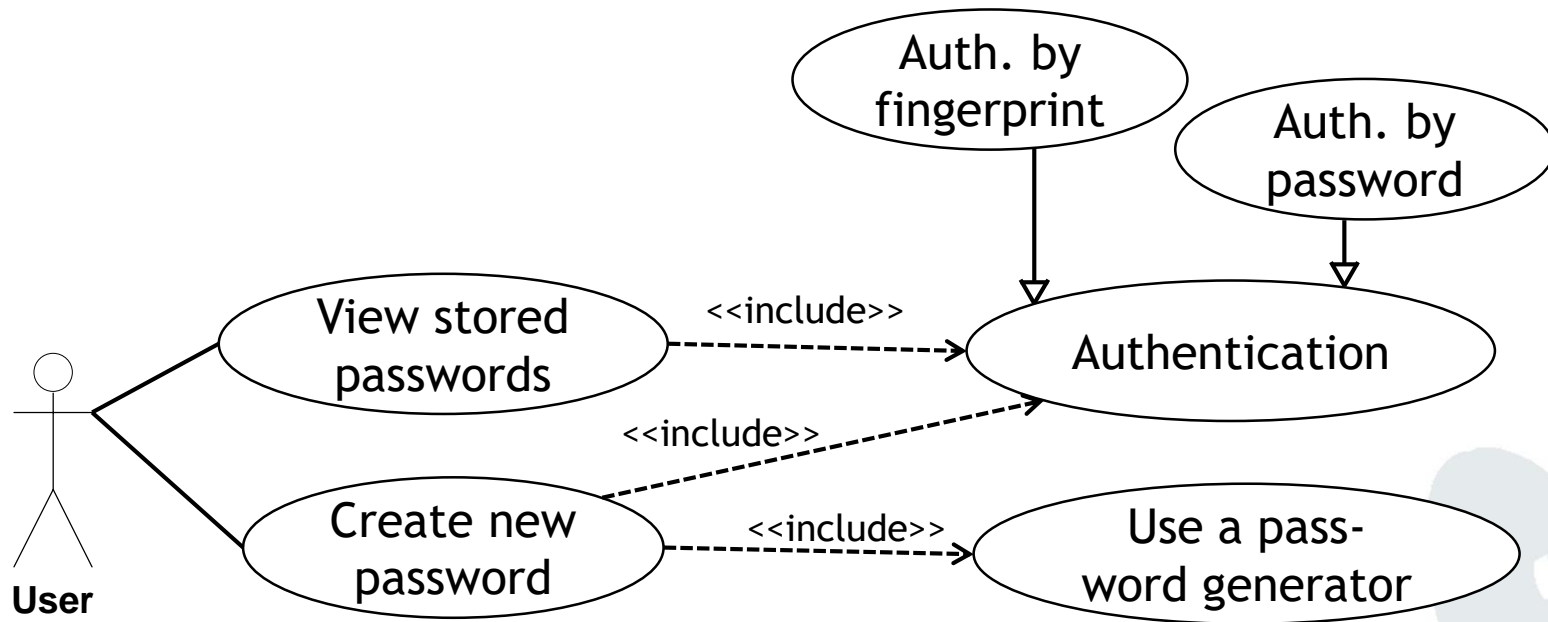 Auth. by
fingerprint
Auth. by
password
View stored
passwords
<<include>>
Authentication
<<include>>
Create new
password
<<include>>
Use a pass-
word generator
User